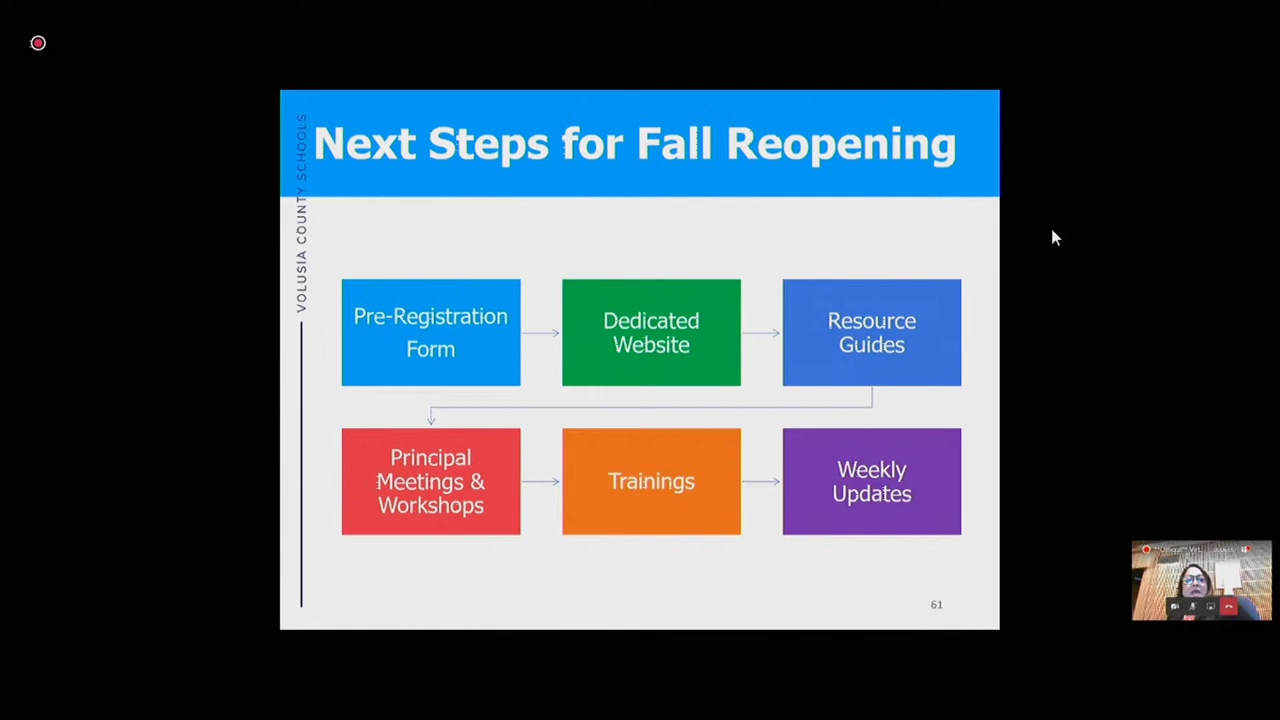 Next Steps for Fall Reopening
VOLUSIA COUNTY SCHOOLS
Pre-Registration
Form
Dedicated
Website
Resource
Guides
Principal
Meetings &
Workshops
Trainings
Weekly
Updates
61